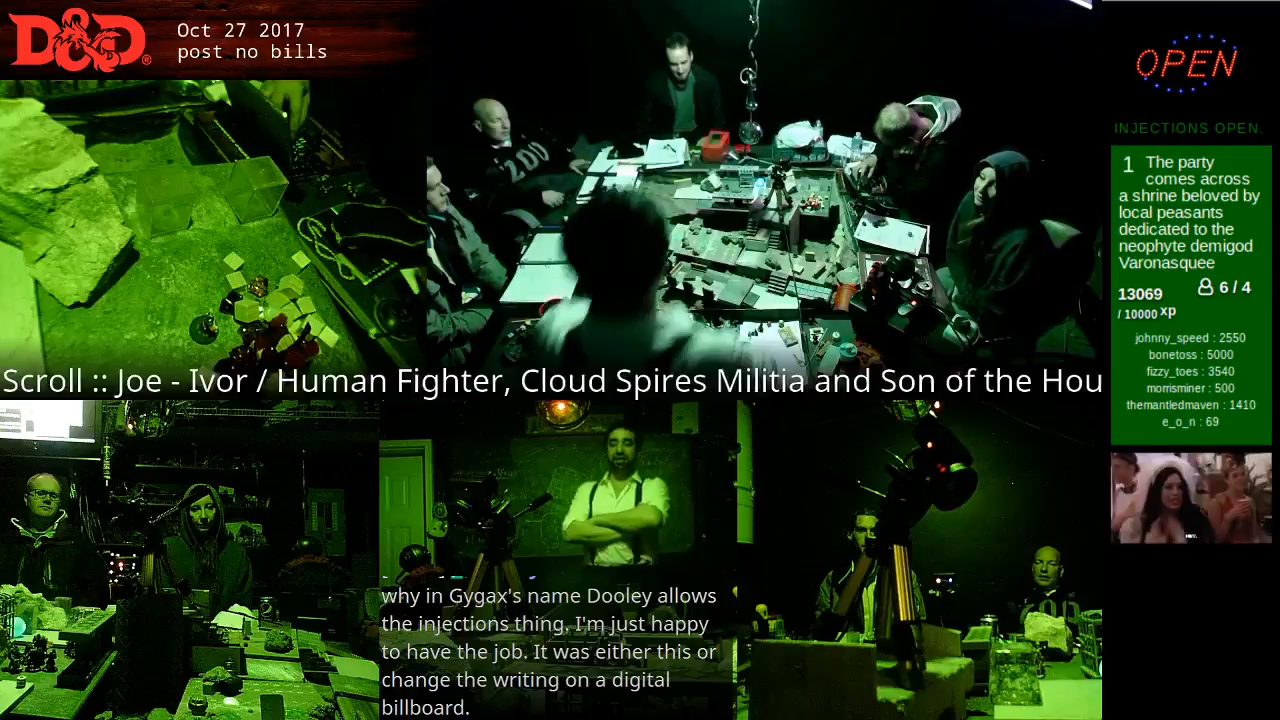 D&D®
Oct 27 2017
post no bills
OPEN
INJECTIONS OPEN.
1 The party
comes across
a shrine beloved by
local peasants
dedicated to the
neophyte demigod
Varonasquee
13069
/ 10000 xp
6 / 4
johnny_speed : 2550
bonetoss : 5000
fizzy_toes : 3540
morrisminer : 500
themantledmaven : 1410
e_o_n : 69
Scroll :: Joe - Ivor / Human Fighter, Cloud Spires Militia and Son of the Hou
why in Gygax's name Dooley allows
the injections thing. I'm just happy
to have the job. It was either this or
change the writing on a digital
billboard.